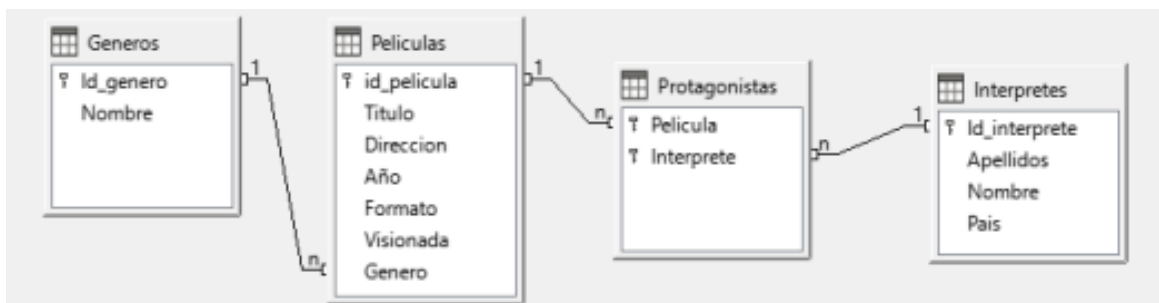 Generos
Id_genero
Nombre
1
n
Peliculas
id_pelicula
Titulo
Direccion
Año
Formato
Visionada
Genero
1
n
Protagonistas
Pelicula
Interprete
n
1
Interpretes
Id_interprete
Apellidos
Nombre
Pais